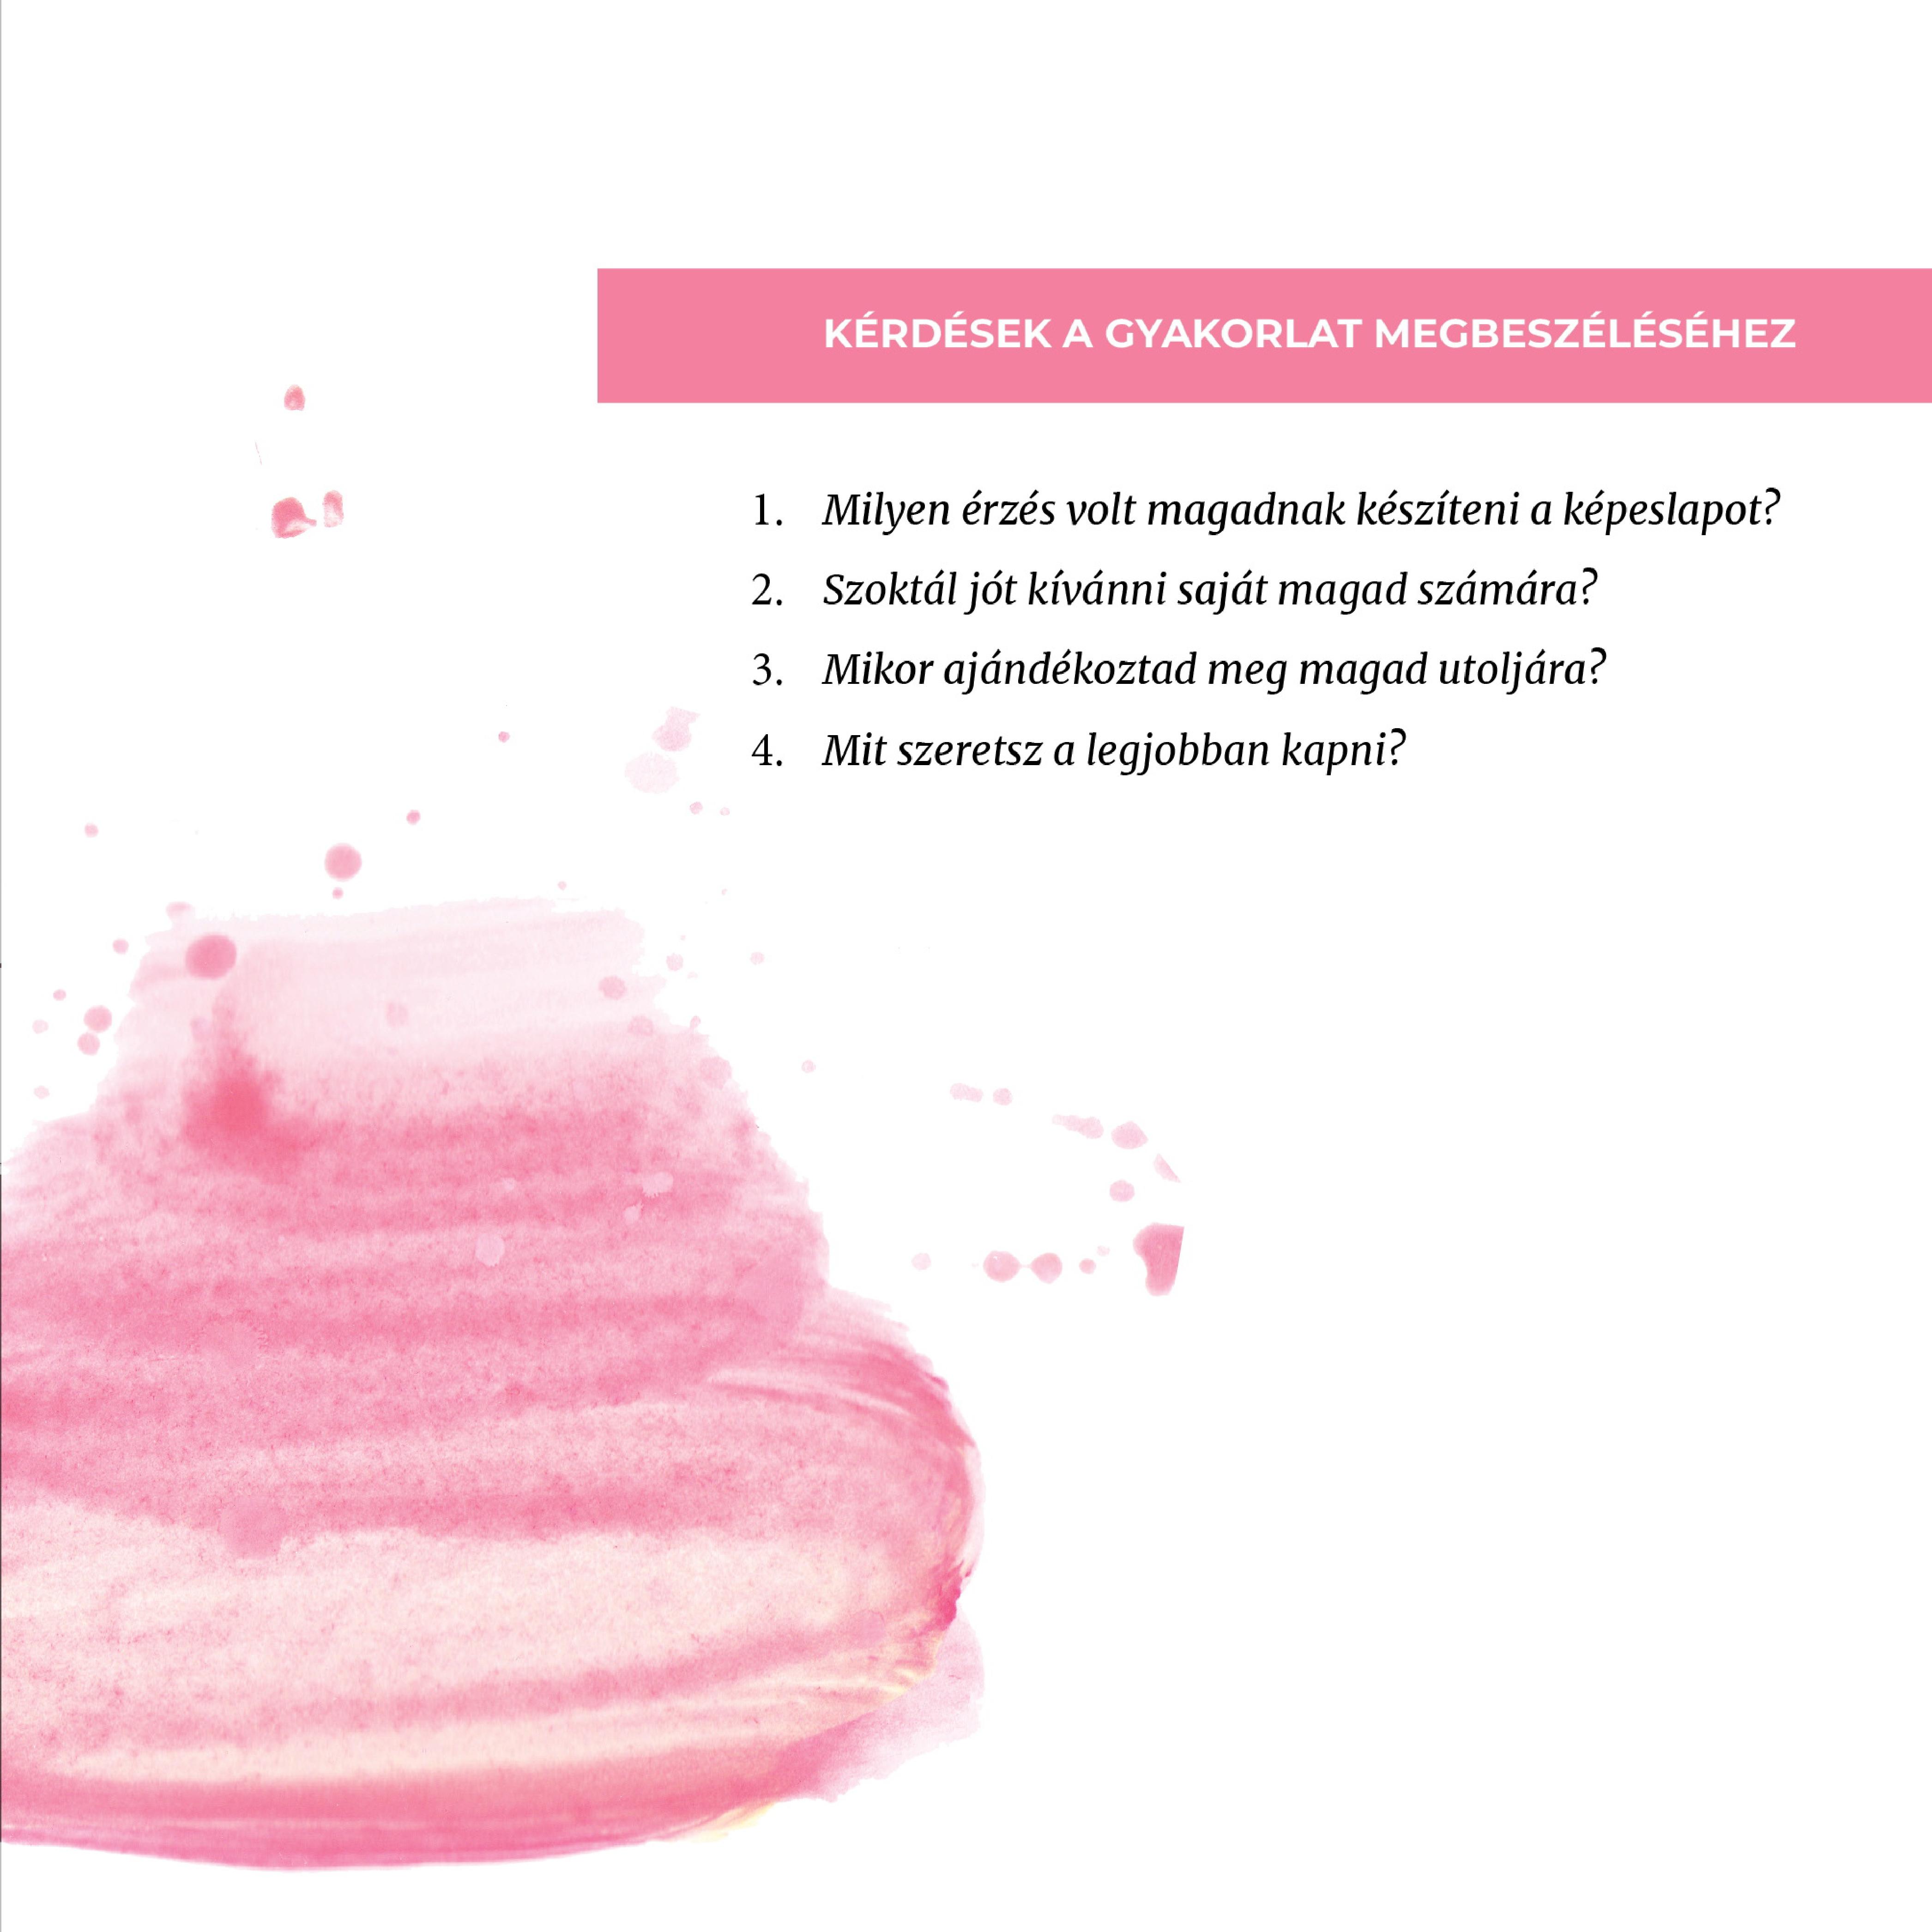 KÉRDÉSEK A GYAKORLAT MEGBESZÉLÉSÉHEZ
1. Milyen érzés volt magadnak készíteni a képeslapot?
2. Szoktál jót kívánni saját magad számára?
3. Mikor ajándékoztad meg magad utoljára?
4. Mit szeretsz a legjobban kapni?